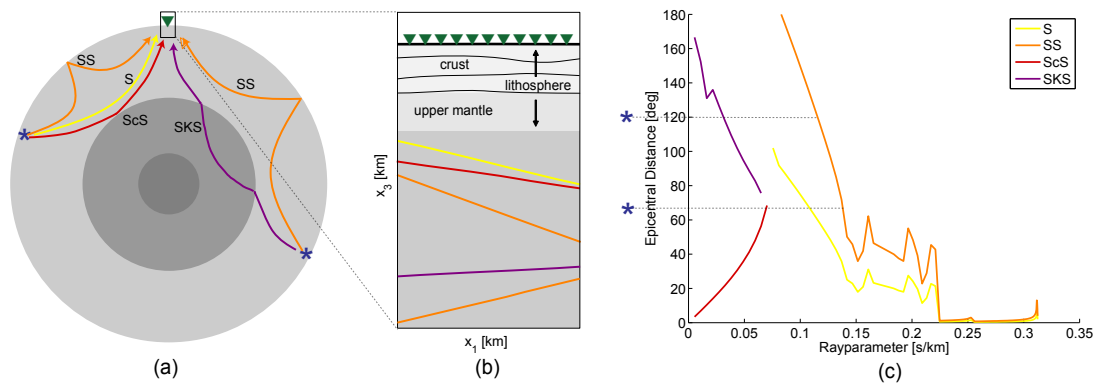 SS
S
ScS
SKS
SS
*
*
(a)
crust
lithosphere
upper mantle
x3 [km]
x1 [km]
(b)
180
160
140
120
100
80
60
40
20
0
Epicentral Distance [deg]
*
*
0
0.05
0.1
0.15
0.2
0.25
0.3
0.35
Rayparameter [s/km]
S
SS
ScS
SKS
(c)